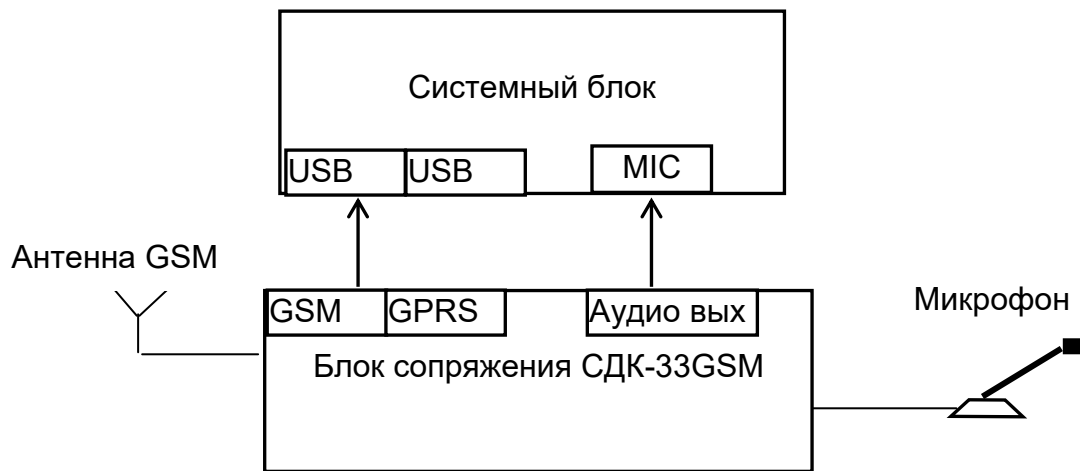 Системный блок
USB USB MIC
Антенна GSM
GSM GPRS Аудио вых
Микрофон
Блок сопряжения СДК-33GSM